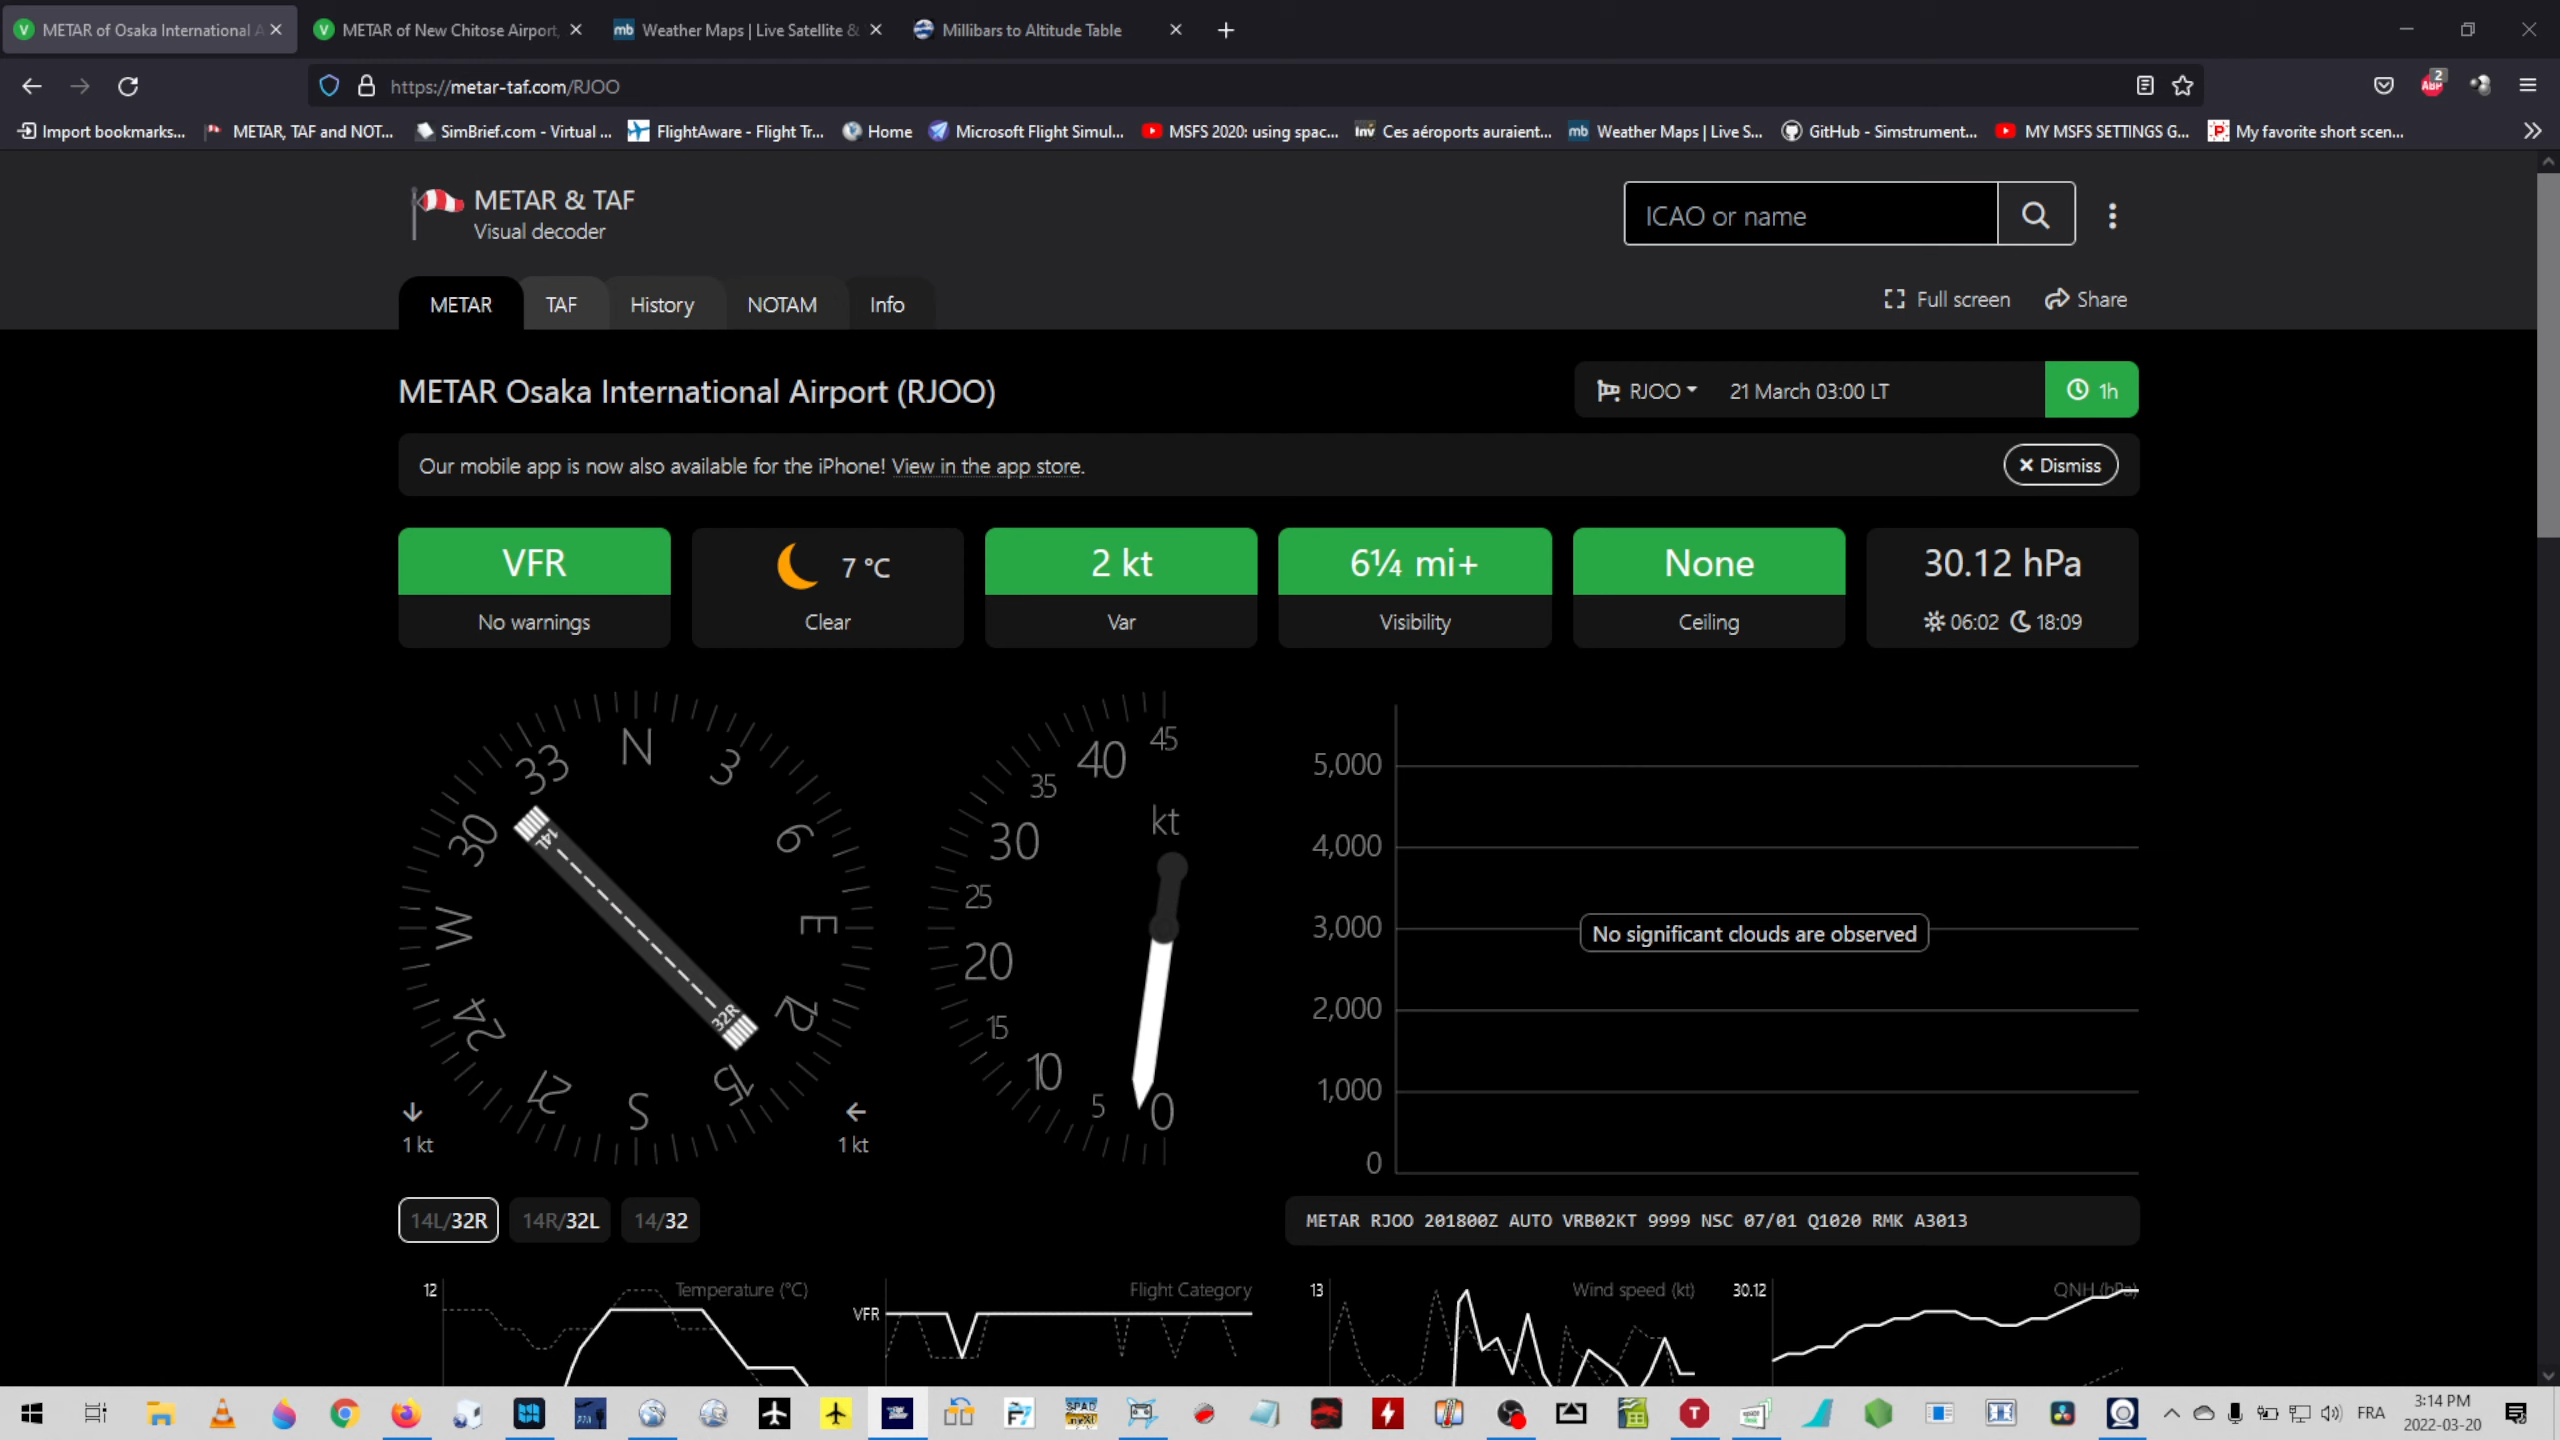 METAR of Osaka International A
METAR of New Chitose Airport,
mb Weather Maps | Live Satellite &
Millibars to Altitude Table
https://metar-taf.com/RJOO
ABP 2
Import bookmarks...
METAR, TAF and NOT...
SimBrief.com - Virtual ...
FlightAware - Flight Tr...
Home
Microsoft Flight Simul...
MSFS 2020: using spac...
Inv Ces aéroports auraient...
mb Weather Maps | Live S...
GitHub - Simstrument...
MY MSFS SETTINGS G...
P My favorite short scen...
METAR & TAF
Visual decoder
ICAO or name
METAR TAF History NOTAM Info
Full screen Share
METAR Osaka International Airport (RJOO)
RJOO 21 March 03:00 LT 1h
Our mobile app is now also available for the iPhone! View in the app store.
Dismiss
VFR
No warnings
7 °C
Clear
2 kt
Var
6¼ mi+
Visibility
None
Ceiling
30.12 hPa
06:02 18:09
N
3
6
E
12
15
S
21
24
W
30
33
14L
32R
1 kt
1 kt
45
40
35
kt
30
25
20
15
10
5
0
5,000
4,000
3,000
2,000
1,000
0
No significant clouds are observed
14L/32R 14R/32L 14/32
METAR RJOO 201800Z AUTO VRB02KT 9999 NSC 07/01 Q1020 RMK A3013
12 Temperature (°C)
Flight Category
VFR
13 Wind speed (kt)
30.12 QNH (hPa)
FRA
3:14 PM
2022-03-20